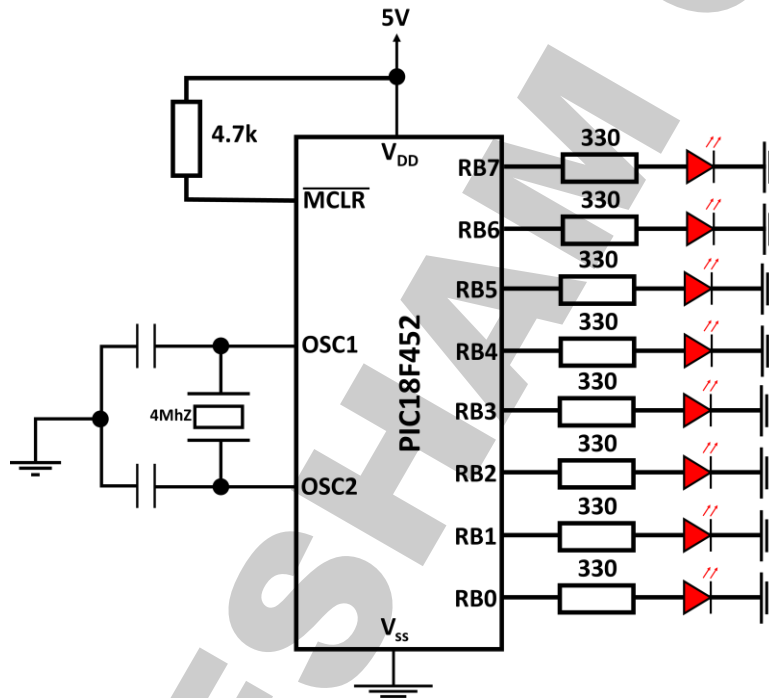 5V
4.7k
VDD
MCLR
RB7
330
RB6
330
RB5
330
OSC1
RB4
330
4MhZ
PIC18F452
RB3
330
RB2
330
OSC2
RB1
330
RB0
330
Vss
ESHAM